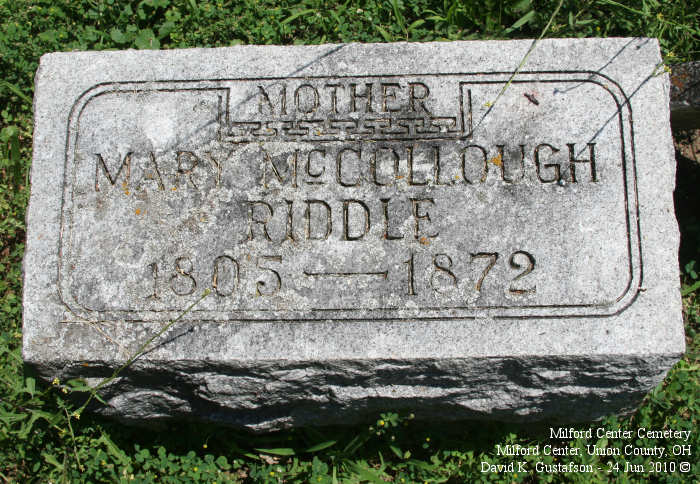 MOTHER
MARY McCOLLOUGH
RIDDLE
1805 — 1872
Milford Center Cemetery
Milford Center, Union County, OH
David K. Gustafson - 24 Jun 2010 ©